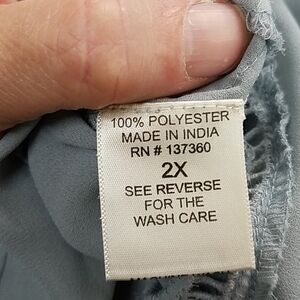 100% POLYESTER
MADE IN INDIA
RN # 137360
2X
SEE REVERSE
FOR THE
WASH CARE